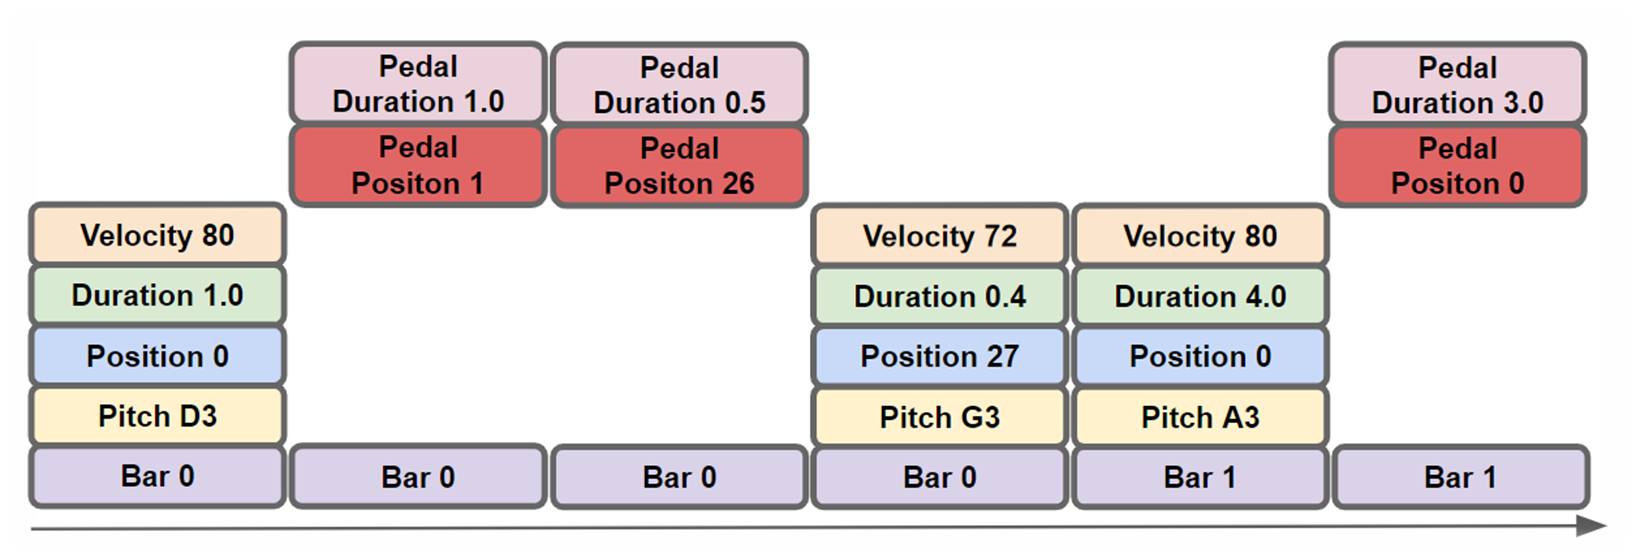 Pedal
Duration 1.0
Pedal
Duration 0.5
Pedal
Duration 3.0
Pedal
Positon 1
Pedal
Positon 26
Pedal
Positon 0
Velocity 80
Velocity 72
Velocity 80
Duration 1.0
Duration 0.4
Duration 4.0
Position 0
Position 27
Position 0
Pitch D3
Pitch G3
Pitch A3
Bar 0
Bar 0
Bar 0
Bar 0
Bar 1
Bar 1